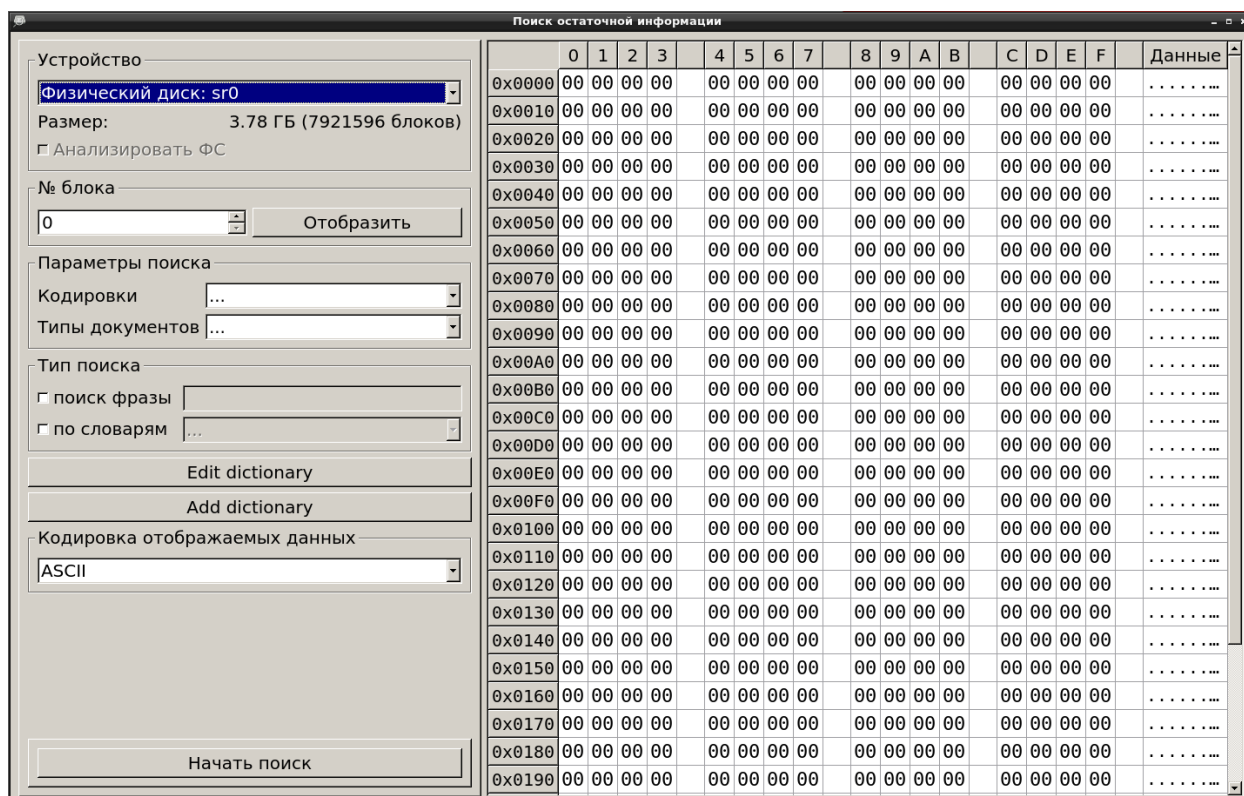 Поиск остаточной информации
Устройство
Физический диск: sr0
Размер: 3.78 ГБ (7921596 блоков)
Анализировать ФС
№ блока
0 Отобразить
Параметры поиска
Кодировки ...
Типы документов ...
Тип поиска
поиск фразы
по словарям ...
Edit dictionary
Add dictionary
Кодировка отображаемых данных
ASCII
Начать поиск
0 1 2 3 4 5 6 7 8 9 A B C D E F Данные
0x0000 00 00 00 00 00 00 00 00 00 00 00 00 00 00 00 00 ......…
0x0010 00 00 00 00 00 00 00 00 00 00 00 00 00 00 00 00 ......…
0x0020 00 00 00 00 00 00 00 00 00 00 00 00 00 00 00 00 ......…
0x0030 00 00 00 00 00 00 00 00 00 00 00 00 00 00 00 00 ......…
0x0040 00 00 00 00 00 00 00 00 00 00 00 00 00 00 00 00 ......…
0x0050 00 00 00 00 00 00 00 00 00 00 00 00 00 00 00 00 ......…
0x0060 00 00 00 00 00 00 00 00 00 00 00 00 00 00 00 00 ......…
0x0070 00 00 00 00 00 00 00 00 00 00 00 00 00 00 00 00 ......…
0x0080 00 00 00 00 00 00 00 00 00 00 00 00 00 00 00 00 ......…
0x0090 00 00 00 00 00 00 00 00 00 00 00 00 00 00 00 00 ......…
0x00A0 00 00 00 00 00 00 00 00 00 00 00 00 00 00 00 00 ......…
0x00B0 00 00 00 00 00 00 00 00 00 00 00 00 00 00 00 00 ......…
0x00C0 00 00 00 00 00 00 00 00 00 00 00 00 00 00 00 00 ......…
0x00D0 00 00 00 00 00 00 00 00 00 00 00 00 00 00 00 00 ......…
0x00E0 00 00 00 00 00 00 00 00 00 00 00 00 00 00 00 00 ......…
0x00F0 00 00 00 00 00 00 00 00 00 00 00 00 00 00 00 00 ......…
0x0100 00 00 00 00 00 00 00 00 00 00 00 00 00 00 00 00 ......…
0x0110 00 00 00 00 00 00 00 00 00 00 00 00 00 00 00 00 ......…
0x0120 00 00 00 00 00 00 00 00 00 00 00 00 00 00 00 00 ......…
0x0130 00 00 00 00 00 00 00 00 00 00 00 00 00 00 00 00 ......…
0x0140 00 00 00 00 00 00 00 00 00 00 00 00 00 00 00 00 ......…
0x0150 00 00 00 00 00 00 00 00 00 00 00 00 00 00 00 00 ......…
0x0160 00 00 00 00 00 00 00 00 00 00 00 00 00 00 00 00 ......…
0x0170 00 00 00 00 00 00 00 00 00 00 00 00 00 00 00 00 ......…
0x0180 00 00 00 00 00 00 00 00 00 00 00 00 00 00 00 00 ......…
0x0190 00 00 00 00 00 00 00 00 00 00 00 00 00 00 00 00 ......…